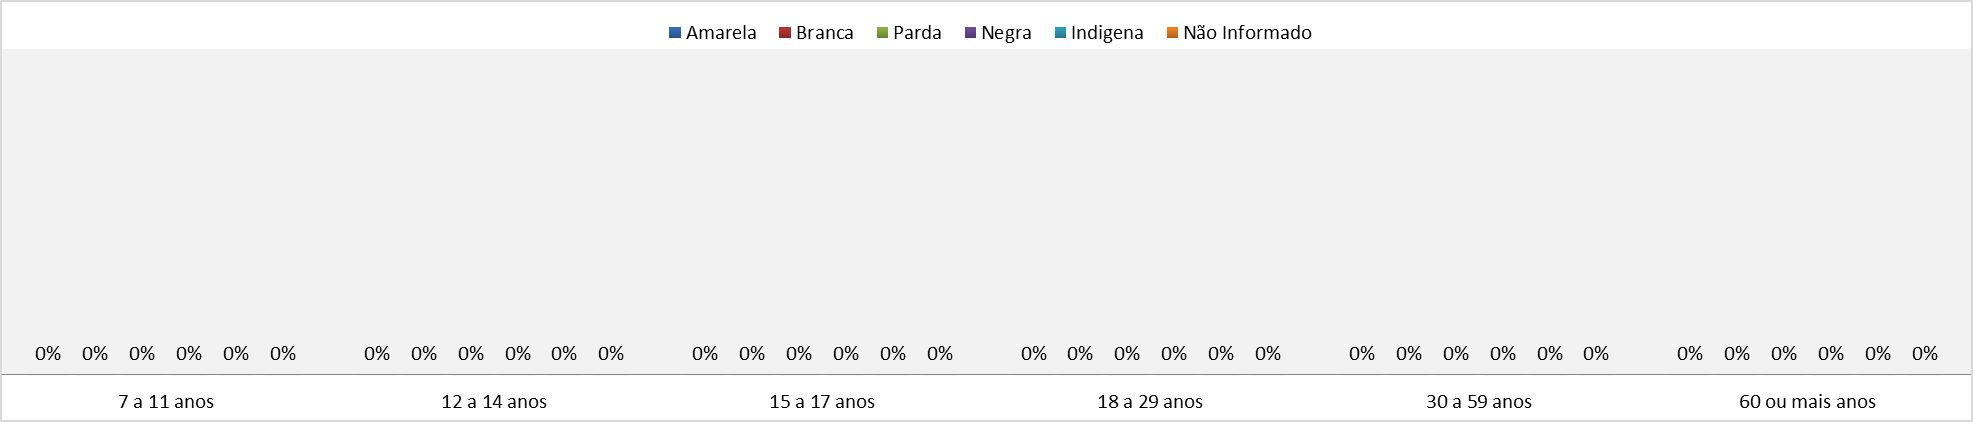 Amarela Branca Parda Negra Indigena Não Informado
0% 0% 0% 0% 0% 0% 0% 0% 0% 0% 0% 0% 0% 0% 0% 0% 0% 0% 0% 0% 0% 0% 0% 0% 0% 0% 0% 0% 0% 0% 0% 0% 0% 0% 0% 0%
7 a 11 anos 12 a 14 anos 15 a 17 anos 18 a 29 anos 30 a 59 anos 60 ou mais anos